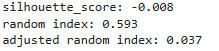 silhouette_score: -0.008
random index: 0.593
adjusted random index: 0.037